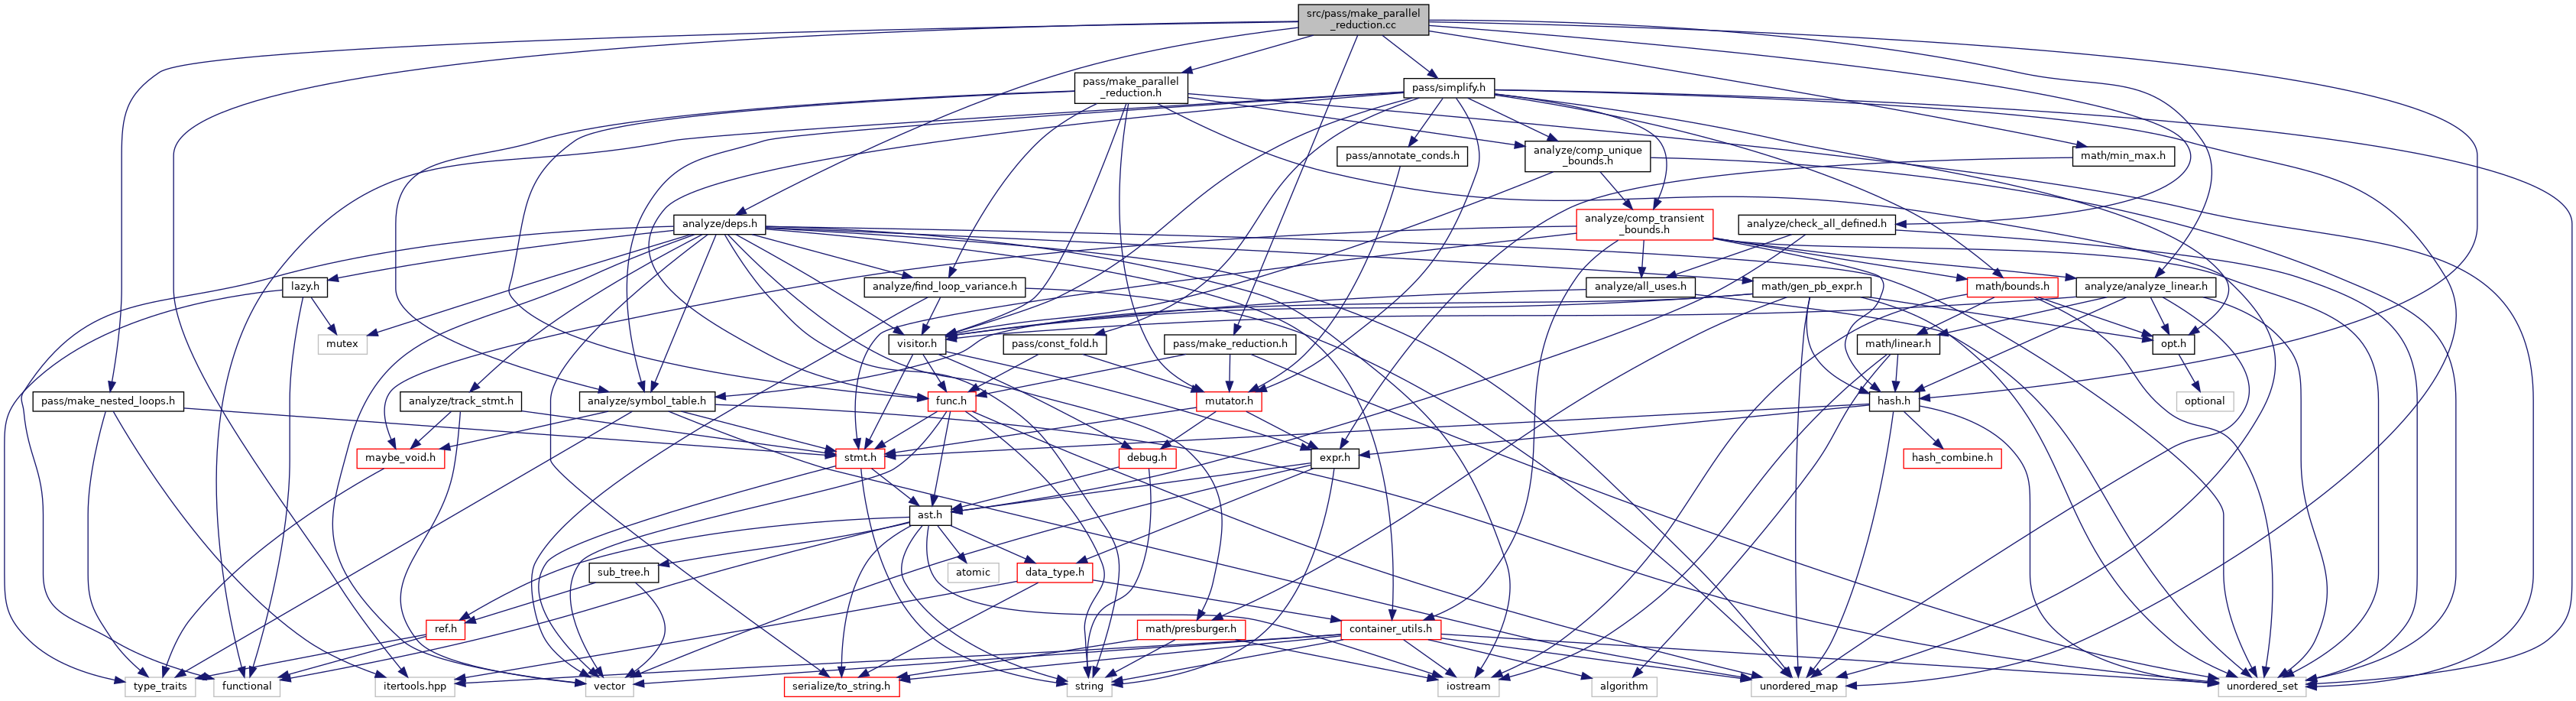 src/pass/make_parallel
_reduction.cc
pass/make_parallel
_reduction.h
pass/simplify.h
pass/annotate_conds.h
analyze/comp_unique
_bounds.h
math/min_max.h
analyze/deps.h
analyze/comp_transient
_bounds.h
analyze/check_all_defined.h
lazy.h
analyze/find_loop_variance.h
analyze/all_uses.h
math/gen_pb_expr.h
math/bounds.h
analyze/analyze_linear.h
mutex
visitor.h
pass/const_fold.h
pass/make_reduction.h
math/linear.h
opt.h
pass/make_nested_loops.h
analyze/track_stmt.h
analyze/symbol_table.h
func.h
mutator.h
hash.h
optional
maybe_void.h
stmt.h
debug.h
expr.h
hash_combine.h
ast.h
sub_tree.h
atomic
data_type.h
ref.h
math/presburger.h
container_utils.h
type_traits
functional
itertools.hpp
vector
serialize/to_string.h
string
iostream
algorithm
unordered_map
unordered_set